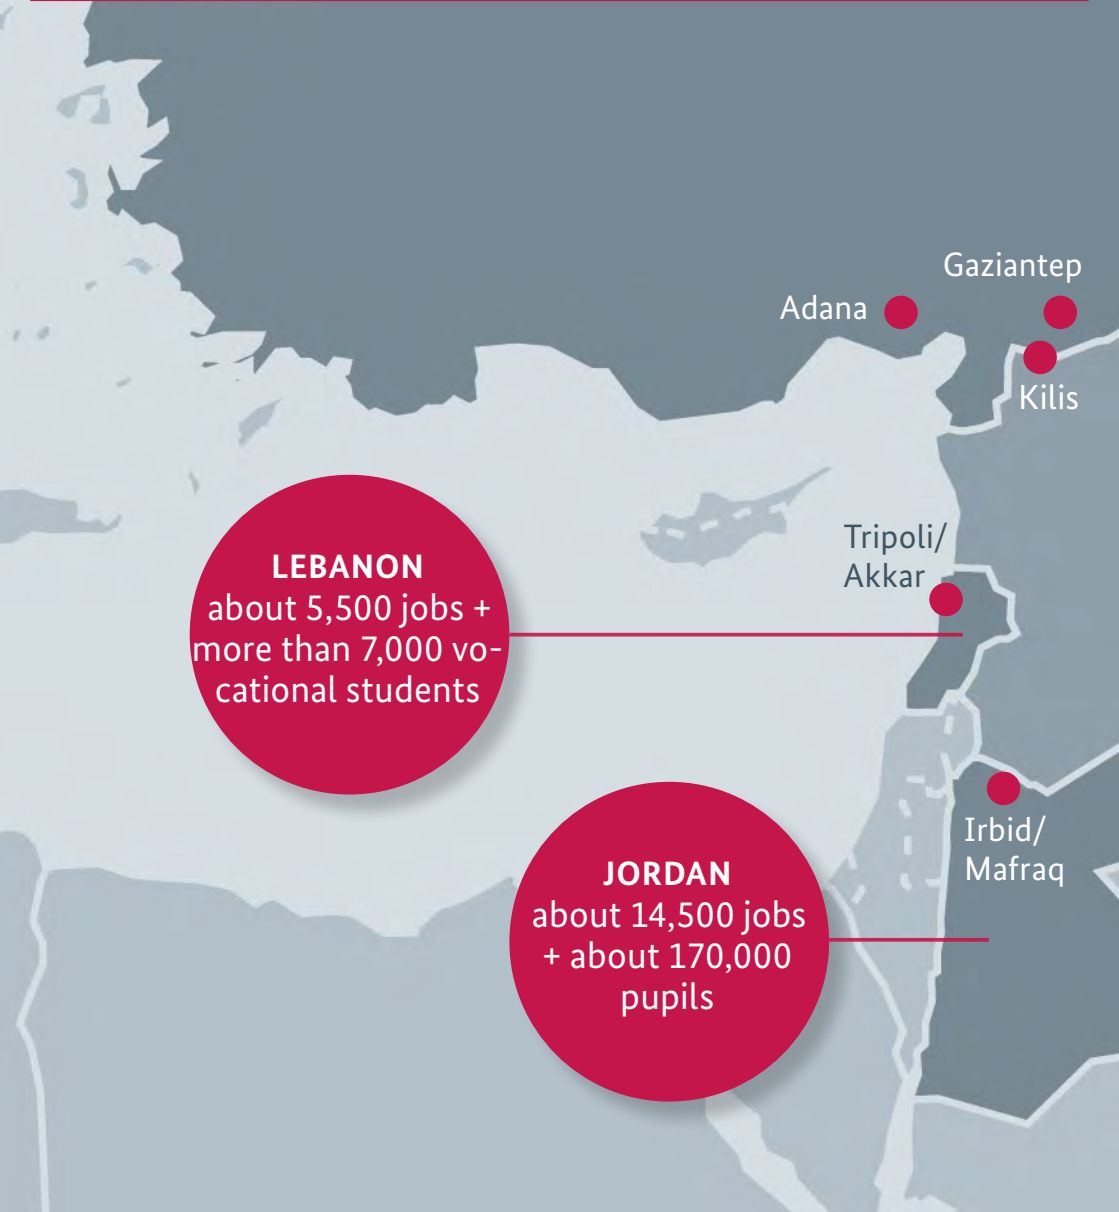 Gaziantep
Adana
Kilis
Tripoli/
Akkar
LEBANON
about 5,500 jobs +
more than 7,000 vo-
cational students
Irbid/
Mafraq
JORDAN
about 14,500 jobs
+ about 170,000
pupils